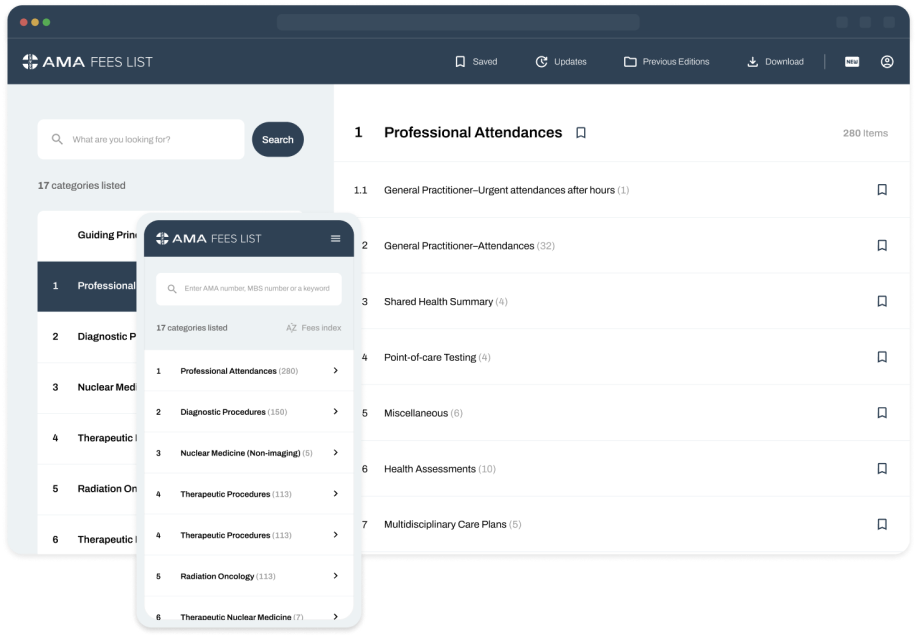 AMA FEES LIST
Saved
Updates
Previous Editions
Download
NEW
What are you looking for?
Search
17 categories listed
Guiding Prin
1 Professional
2 Diagnostic P
3 Nuclear Medi
4 Therapeutic
5 Radiation On
6 Therapeutic
1 Professional Attendances
280 Items
1.1 General Practitioner–Urgent attendances after hours (1)
2 General Practitioner–Attendances (32)
3 Shared Health Summary (4)
4 Point-of-care Testing (4)
5 Miscellaneous (6)
6 Health Assessments (10)
7 Multidisciplinary Care Plans (5)
AMA FEES LIST
Enter AMA number, MBS number or a keyword
17 categories listed
AZ Fees index
1 Professional Attendances (280)
2 Diagnostic Procedures (150)
3 Nuclear Medicine (Non-imaging) (5)
4 Therapeutic Procedures (113)
4 Therapeutic Procedures (113)
5 Radiation Oncology (113)
6 Therapeutic Nuclear Medicine (7)